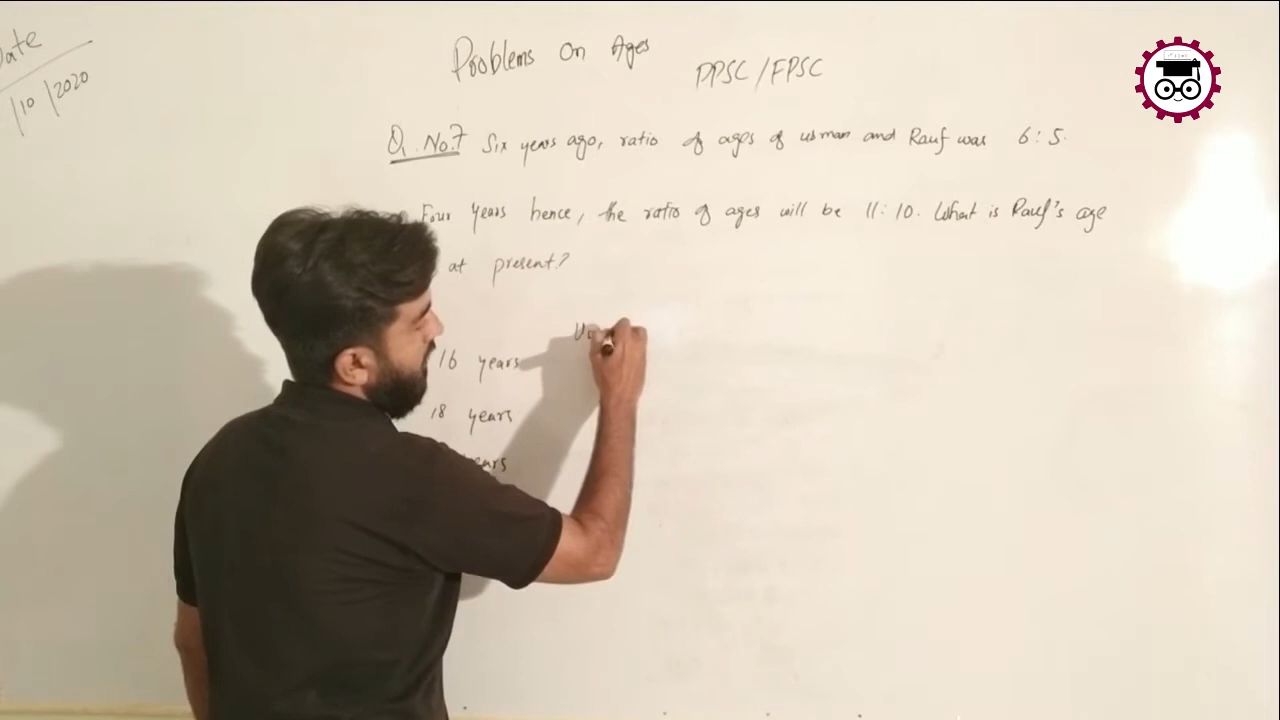 Date
/10/2020
Problems On Ages
PPSC/FPSC
Q. No.7 Six years ago, ratio of ages of usman and Rauf was 6:5.
Four years hence, the ratio of ages will be 11:10. What is Rauf's age
at present?
16 years
18 years